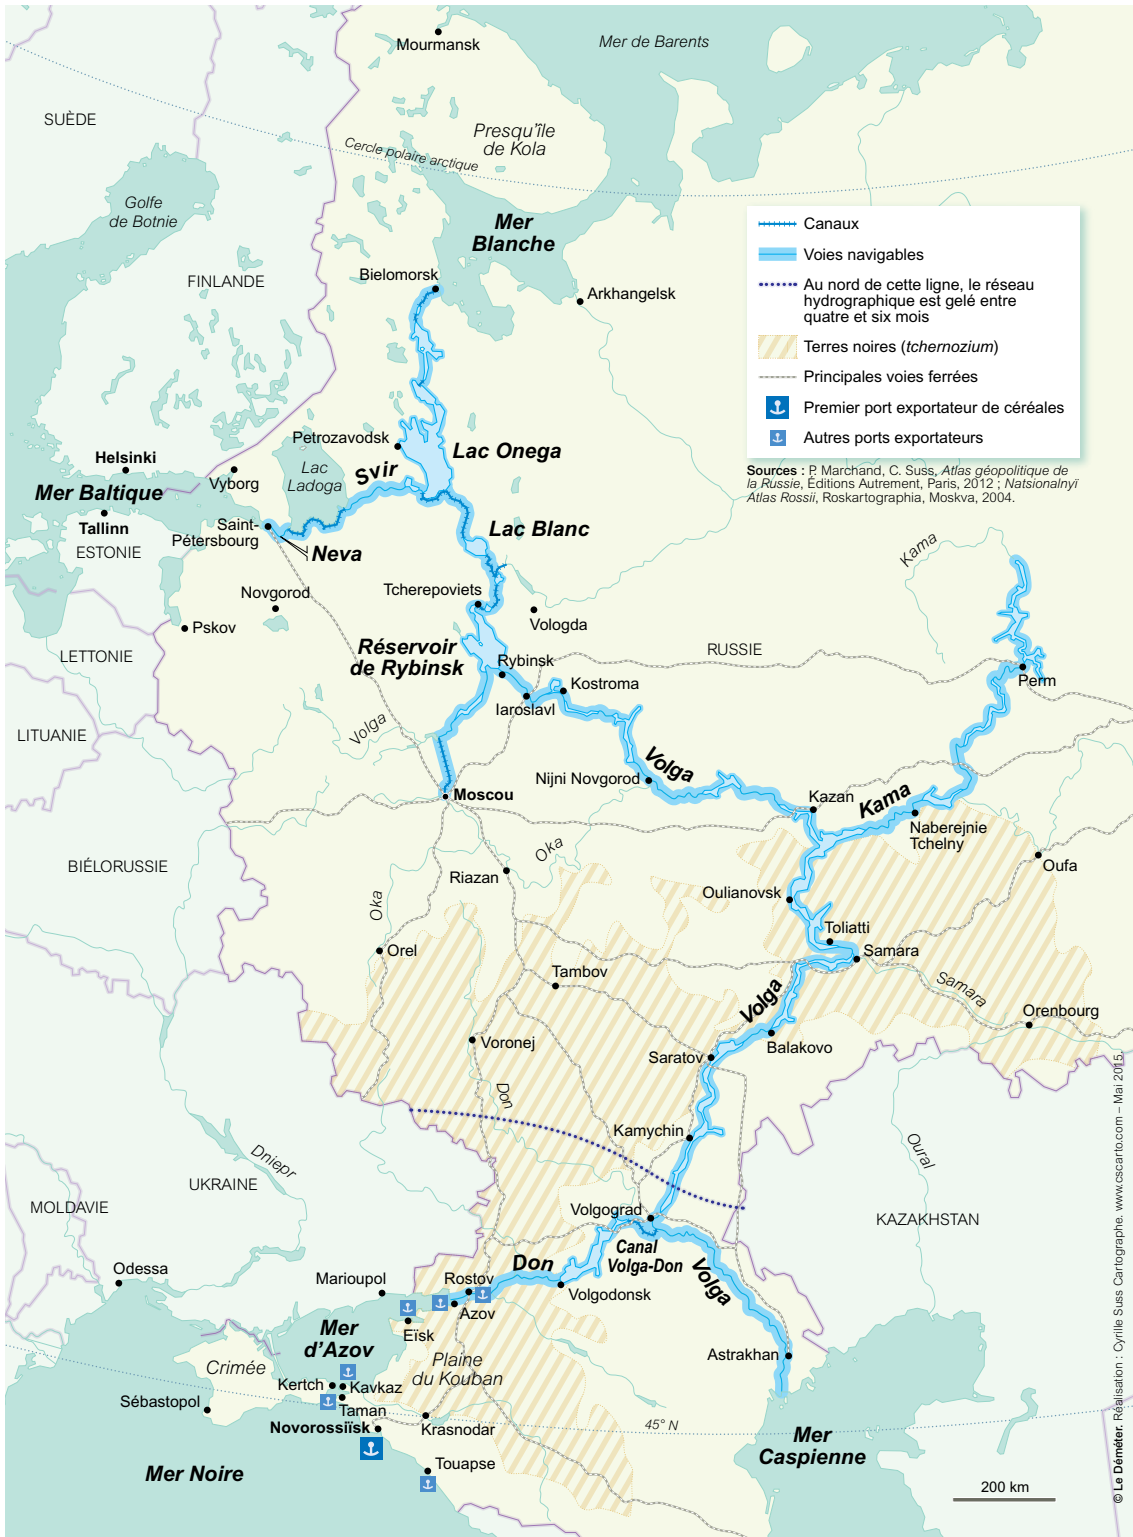 Mourmansk
Mer de Barents
SUÈDE
Presqu'île
de Kola
Cercle polaire arctique
Golfe
de Botnie
Mer
Blanche
Canaux
Voies navigables
Au nord de cette ligne, le réseau
hydrographique est gelé entre
quatre et six mois
Terres noires (tchernozium)
Principales voies ferrées
Premier port exportateur de céréales
Autres ports exportateurs
Sources : P. Marchand, C. Suss, Atlas géopolitique de
la Russie, Éditions Autrement, Paris, 2012 ; Natsionalnyï
Atlas Rossii, Roskartographia, Moskva, 2004.
FINLANDE
Bielomorsk
Arkhangelsk
Petrozavodsk
Lac Onega
Helsinki
Lac
Ladoga
Svir
Vyborg
Mer Baltique
Tallinn
ESTONIE
Saint-
Pétersbourg
Neva
Lac Blanc
Kama
Novgorod
Tcherepoviets
Vologda
Pskov
LETTONIE
Réservoir
de Rybinsk
Rybinsk
RUSSIE
Perm
Kostroma
Iaroslavl
LITUANIE
Volga
Volga
Nijni Novgorod
Moscou
Kazan
Kama
Naberejnie
Tchelny
Oka
BIÉLORUSSIE
Riazan
Oufa
Oka
Oulianovsk
Toliatti
Orel
Samara
Tambov
Volga
Samara
Orenbourg
Voronej
Balakovo
Saratov
Don
Kamychin
Oural
Dniepr
UKRAINE
MOLDAVIE
Volgograd
KAZAKHSTAN
Canal
Volga-Don
Volga
Odessa
Marioupol
Rostov
Don
Volgodonsk
Azov
Eïsk
Mer
d'Azov
Astrakhan
Crimée
Plaine
du Kouban
Kertch
Kavkaz
Taman
Sébastopol
Novorossiïsk
Krasnodar
45° N
Mer
Caspienne
Touapse
Mer Noire
200 km
© Le Déméter. Réalisation : Cyrille Suss Cartographe. www.cscarto.com – Mai 2015.